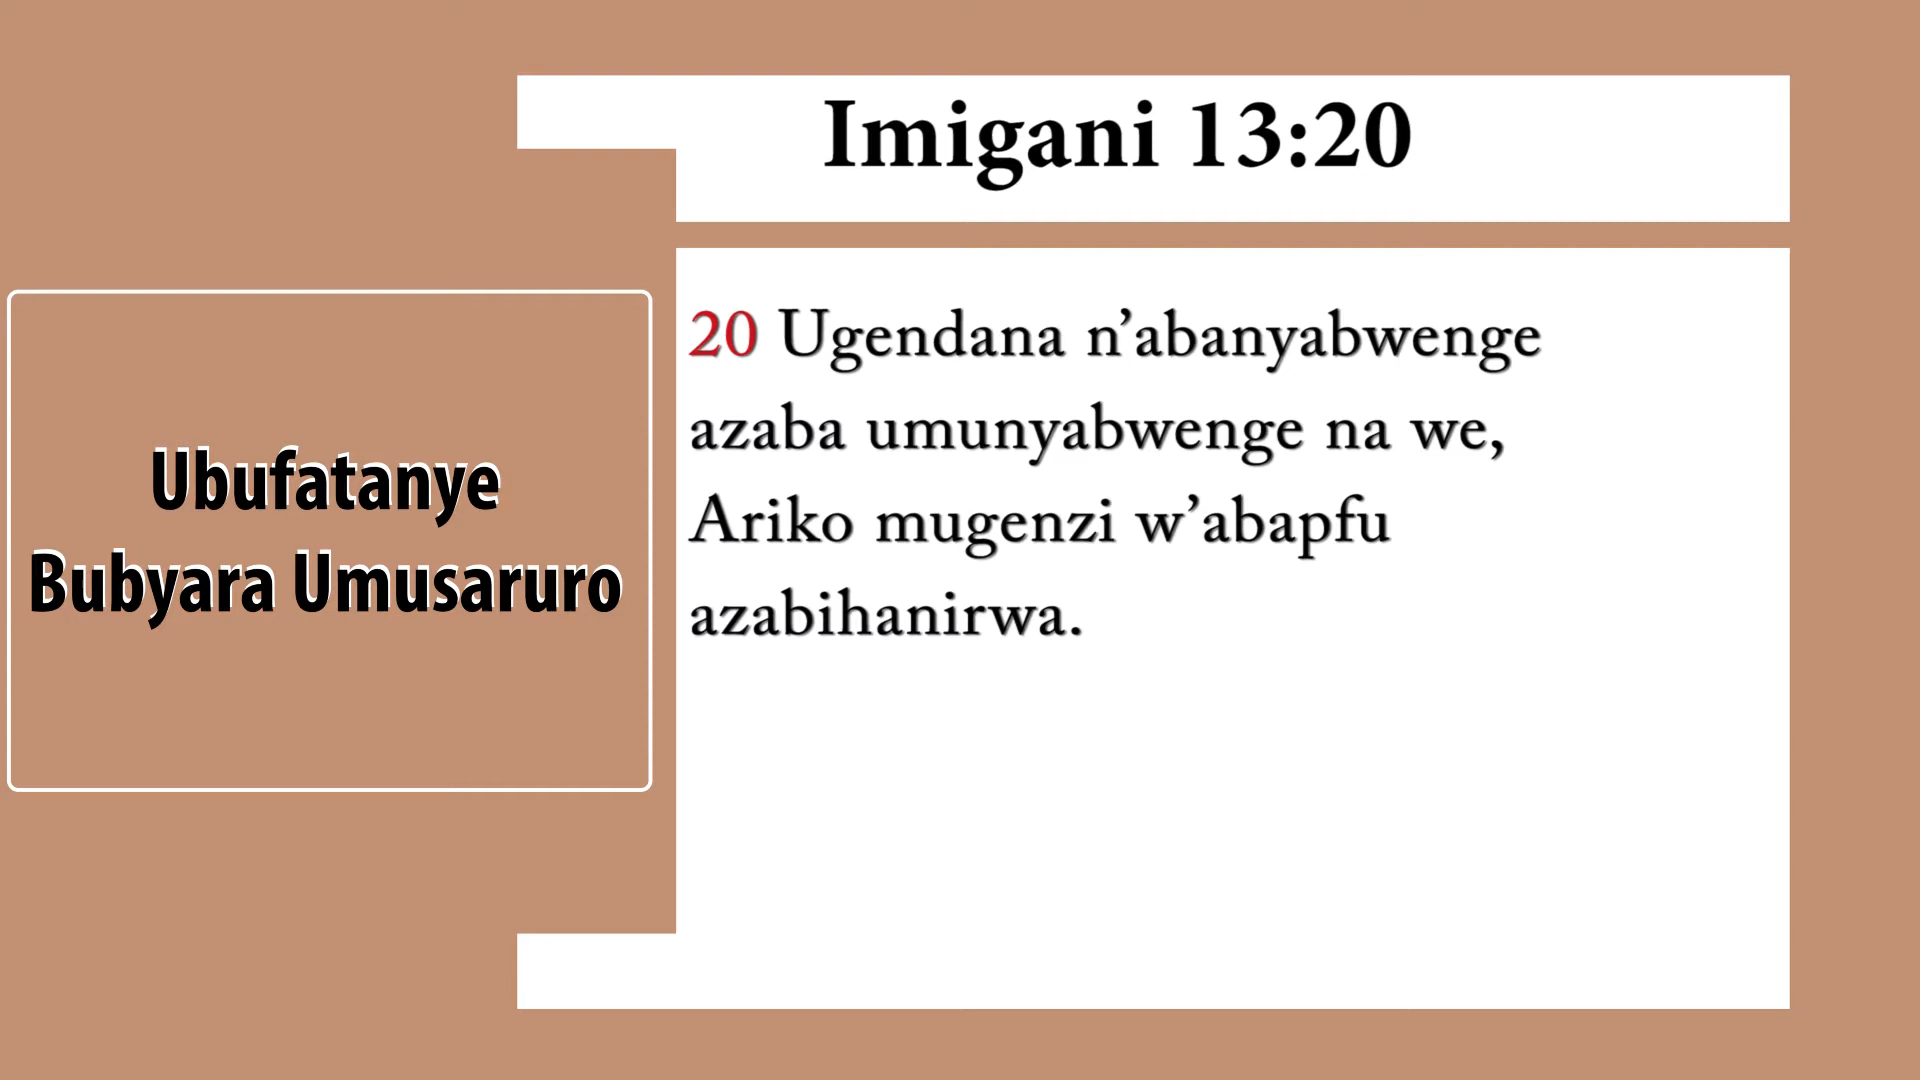 Imigani 13:20
Ubufatanye
Bubyara Umusaruro
20 Ugendana n’abanyabwenge
azaba umunyabwenge na we,
Ariko mugenzi w’abapfu
azabihanirwa.